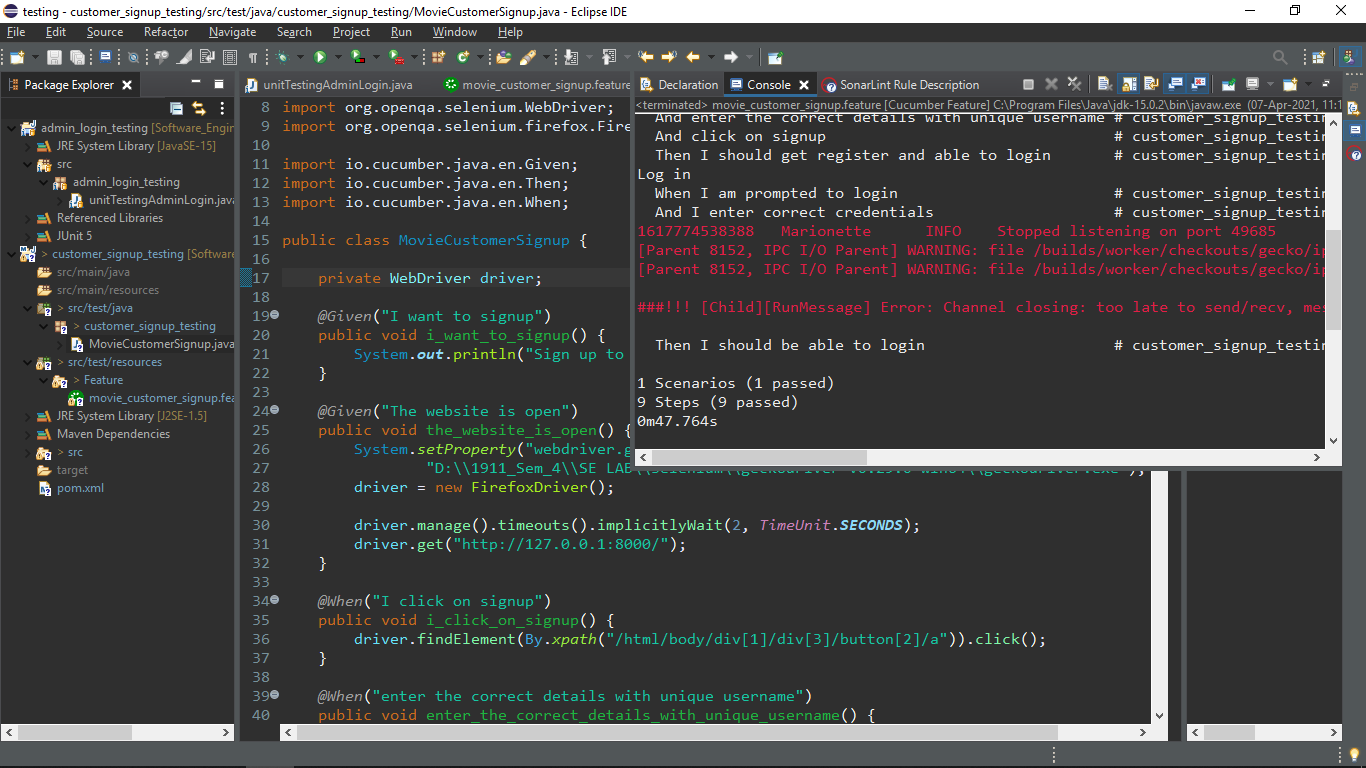 testing - customer_signup_testing/src/test/java/customer_signup_testing/MovieCustomerSignup.java - Eclipse IDE
File Edit Source Refactor Navigate Search Project Run Window Help
Package Explorer
admin_login_testing [Software_Engin
JRE System Library [JavaSE-15]
src
admin_login_testing
unitTestingAdminLogin.java
Referenced Libraries
JUnit 5
> customer_signup_testing [Software
src/main/java
src/main/resources
> src/test/java
> customer_signup_testing
MovieCustomerSignup.java
> src/test/resources
> Feature
movie_customer_signup.fea
JRE System Library [J2SE-1.5]
Maven Dependencies
> src
target
pom.xml
unitTestingAdminLogin.java
movie_customer_signup.feature
8 import org.openqa.selenium.WebDriver;
9 import org.openqa.selenium.firefox.Fire
10
11 import io.cucumber.java.en.Given;
12 import io.cucumber.java.en.Then;
13 import io.cucumber.java.en.When;
14
15 public class MovieCustomerSignup {
16
17 private WebDriver driver;
18
19 @Given("I want to signup")
20 public void i_want_to_signup() {
21 System.out.println("Sign up to
22 }
23
24 @Given("The website is open")
25 public void the_website_is_open() {
26 System.setProperty("webdriver.g
27 "D:\\1911_Sem_4\\SE LAB\\
28 driver = new FirefoxDriver();
29
30 driver.manage().timeouts().implicitlyWait(2, TimeUnit.SECONDS);
31 driver.get("http://127.0.0.1:8000/");
32 }
33
34 @When("I click on signup")
35 public void i_click_on_signup() {
36 driver.findElement(By.xpath("/html/body/div[1]/div[3]/button[2]/a")).click();
37 }
38
39 @When("enter the correct details with unique username")
40 public void enter_the_correct_details_with_unique_username() {
Declaration
Console
SonarLint Rule Description
<terminated> movie_customer_signup.feature [Cucumber Feature] C:\Program Files\Java\jdk-15.0.2\bin\javaw.exe (07-Apr-2021, 11:1
And enter the correct details with unique username # customer_signup_testin
And click on signup # customer_signup_testin
Then I should get register and able to login # customer_signup_testin
Log in
When I am prompted to login # customer_signup_testin
And I enter correct credentials # customer_signup_testin
1617774538388 Marionette INFO Stopped listening on port 49685
[Parent 8152, IPC I/O Parent] WARNING: file /builds/worker/checkouts/gecko/ip
[Parent 8152, IPC I/O Parent] WARNING: file /builds/worker/checkouts/gecko/ip
###!!! [Child][RunMessage] Error: Channel closing: too late to send/recv, mes
Then I should be able to login # customer_signup_testin
1 Scenarios (1 passed)
9 Steps (9 passed)
0m47.764s